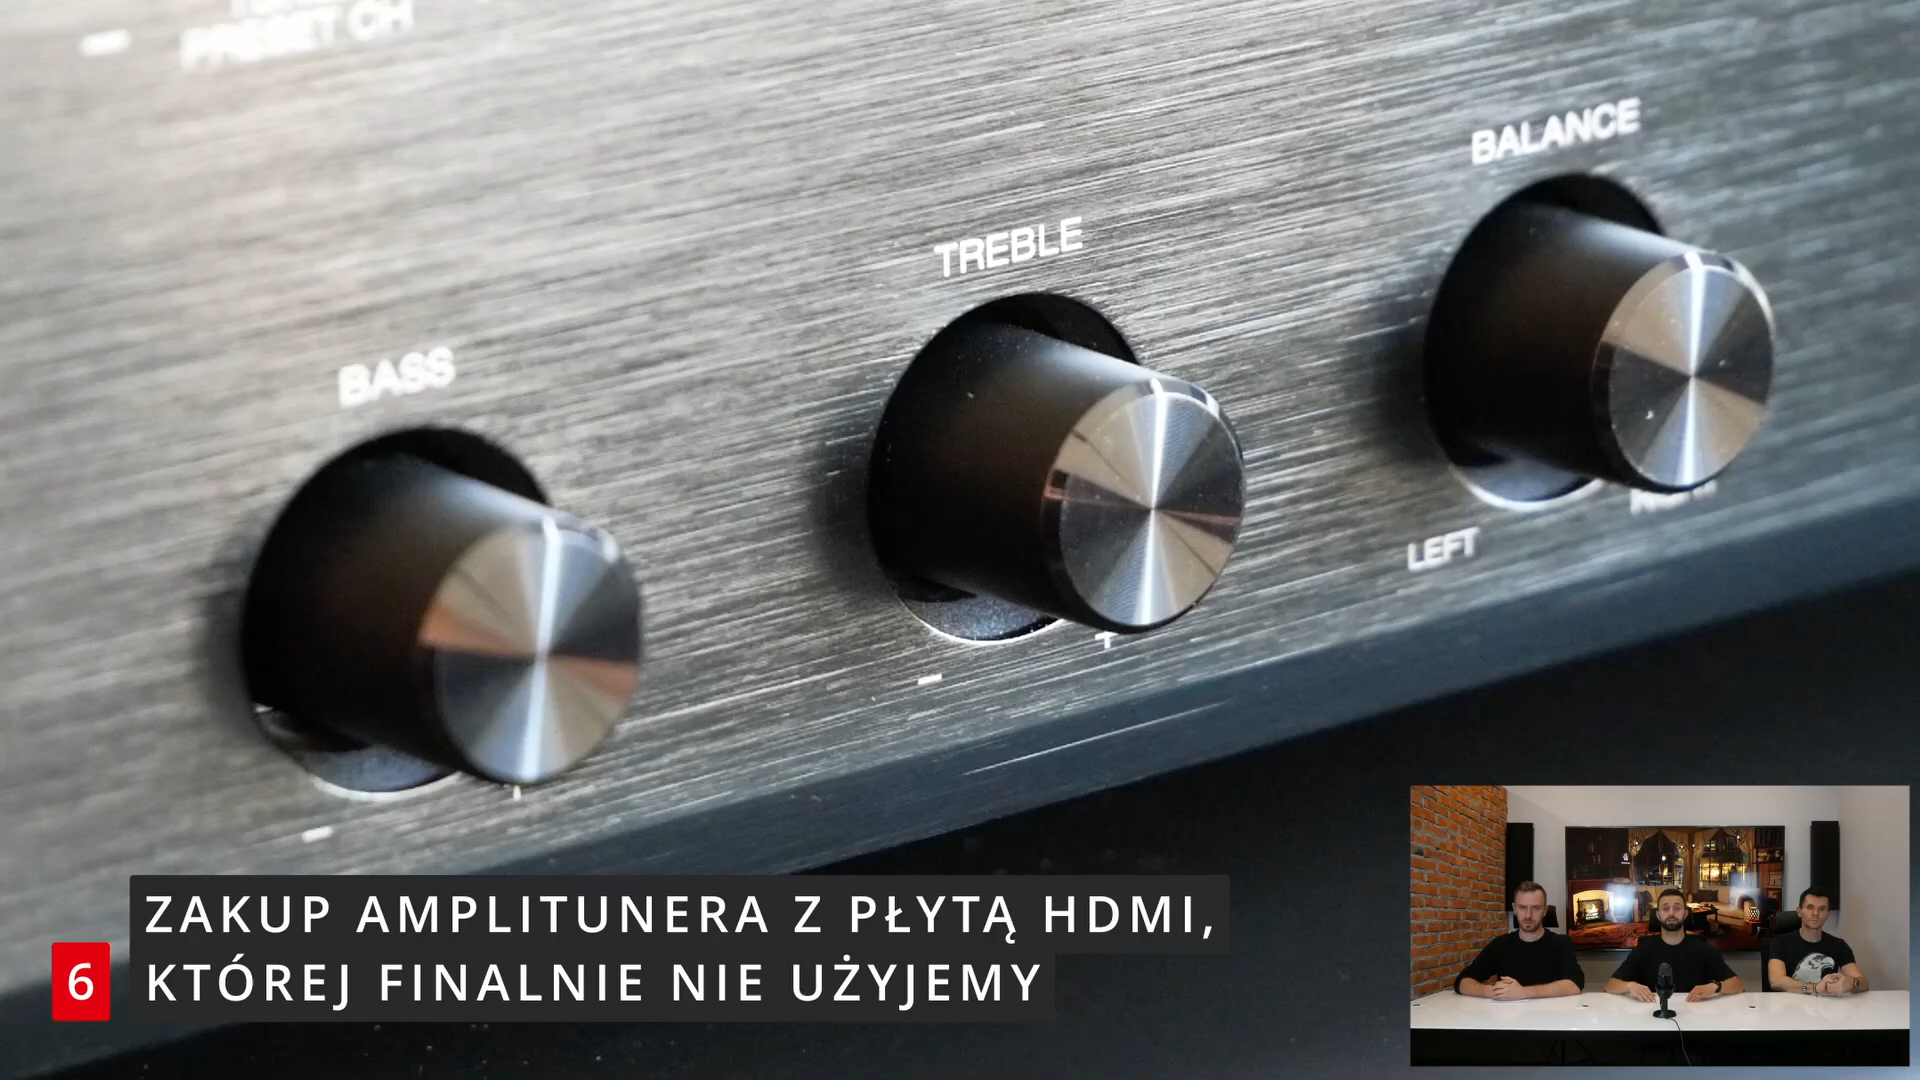 PRESET CH
BALANCE
TREBLE
BASS
LEFT
ZAKUP AMPLITUNERA Z PŁYTĄ HDMI,
6 KTÓREJ FINALNIE NIE UŻYJEMY